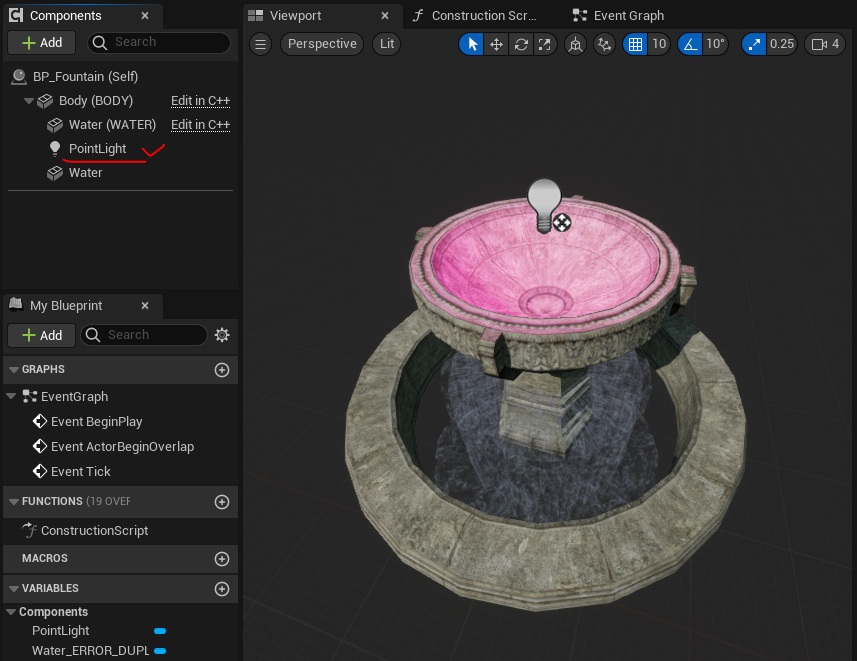 Components
Viewport
Construction Scr...
Event Graph
Add
Search
Perspective
Lit
10
10°
0.25
4
BP_Fountain (Self)
Body (BODY) Edit in C++
Water (WATER) Edit in C++
PointLight
Water
My Blueprint
Add
Search
GRAPHS
EventGraph
Event BeginPlay
Event ActorBeginOverlap
Event Tick
FUNCTIONS (19 OVER
ConstructionScript
MACROS
VARIABLES
Components
PointLight
Water_ERROR_DUPL